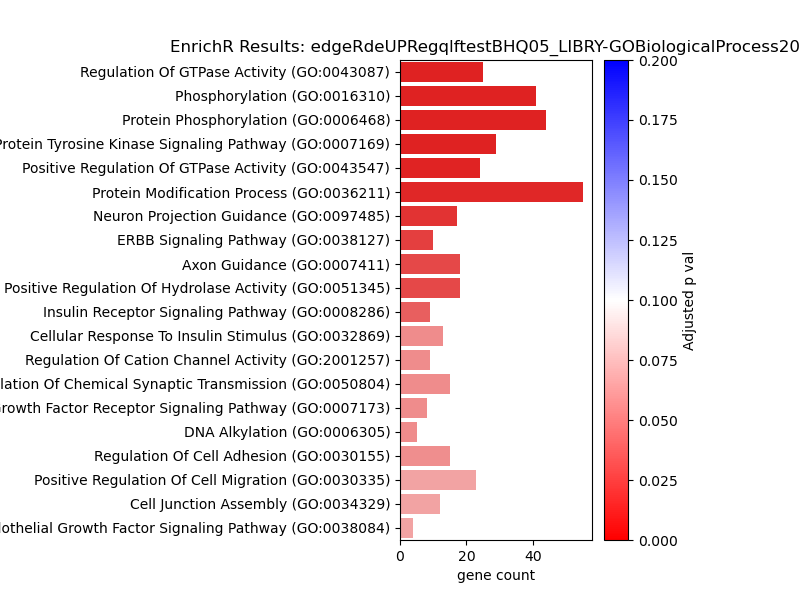 EnrichR Results: edgeRdeUPRegqlftestBHQ05_LIBRY-GOBiologicalProcess20
Regulation Of GTPase Activity (GO:0043087)
Phosphorylation (GO:0016310)
Protein Phosphorylation (GO:0006468)
Protein Tyrosine Kinase Signaling Pathway (GO:0007169)
Positive Regulation Of GTPase Activity (GO:0043547)
Protein Modification Process (GO:0036211)
Neuron Projection Guidance (GO:0097485)
ERBB Signaling Pathway (GO:0038127)
Axon Guidance (GO:0007411)
Positive Regulation Of Hydrolase Activity (GO:0051345)
Insulin Receptor Signaling Pathway (GO:0008286)
Cellular Response To Insulin Stimulus (GO:0032869)
Regulation Of Cation Channel Activity (GO:2001257)
lation Of Chemical Synaptic Transmission (GO:0050804)
rowth Factor Receptor Signaling Pathway (GO:0007173)
DNA Alkylation (GO:0006305)
Regulation Of Cell Adhesion (GO:0030155)
Positive Regulation Of Cell Migration (GO:0030335)
Cell Junction Assembly (GO:0034329)
othelial Growth Factor Signaling Pathway (GO:0038084)
0 20 40
gene count
0.200
0.175
0.150
0.125
0.100
0.075
0.050
0.025
0.000
Adjusted p val